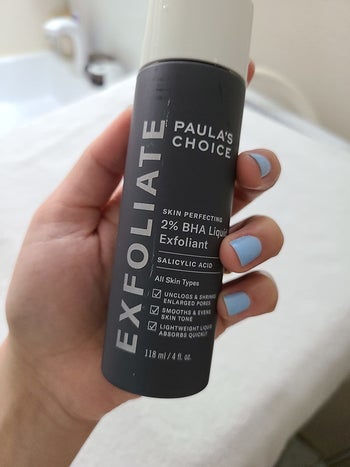 EXFOLIATE
PAULA'S
CHOICE
SKIN PERFECTING
2% BHA Liquid
Exfoliant
SALICYLIC ACID
All Skin Types
UNCLOGS & SHRINKS
ENLARGED PORES
SMOOTHS & EVENS
SKIN TONE
LIGHTWEIGHT LIQUID
ABSORBS QUICKLY
118 ml / 4 fl. oz.